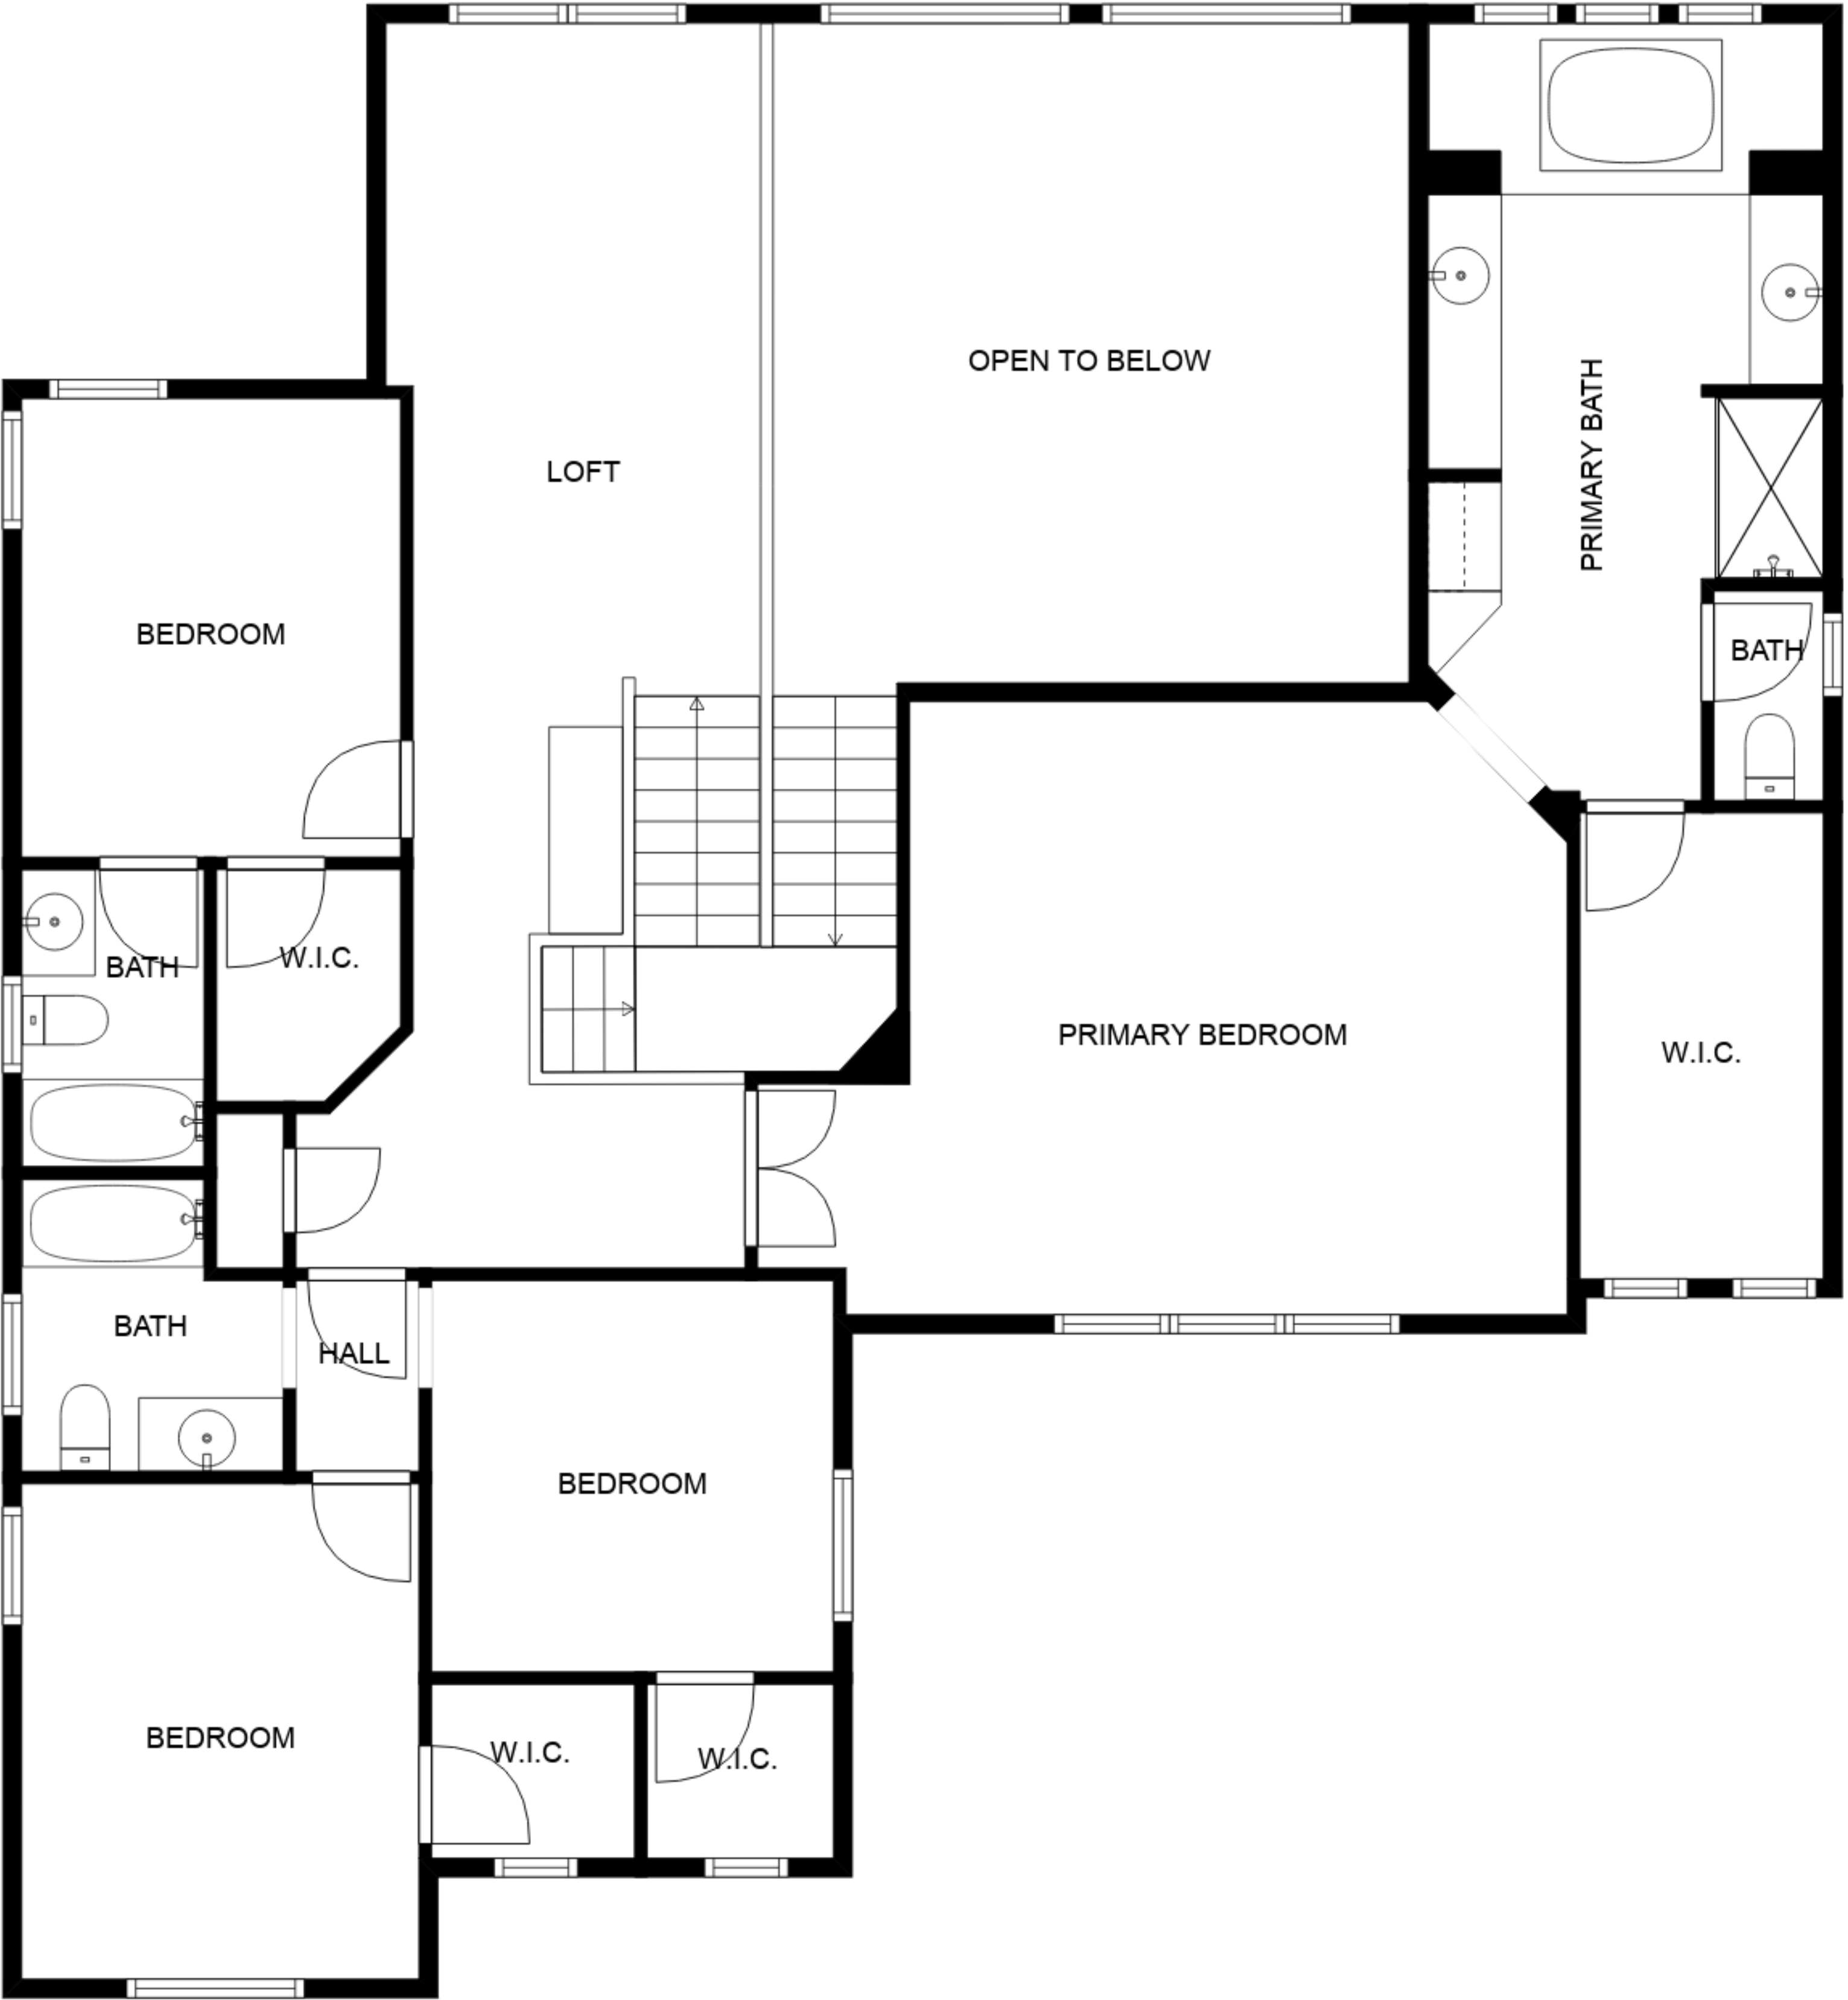 OPEN TO BELOW
PRIMARY BATH
LOFT
BEDROOM
BATH
BATH
W.I.C.
PRIMARY BEDROOM
W.I.C.
BATH
HALL
BEDROOM
BEDROOM
W.I.C.
W.I.C.